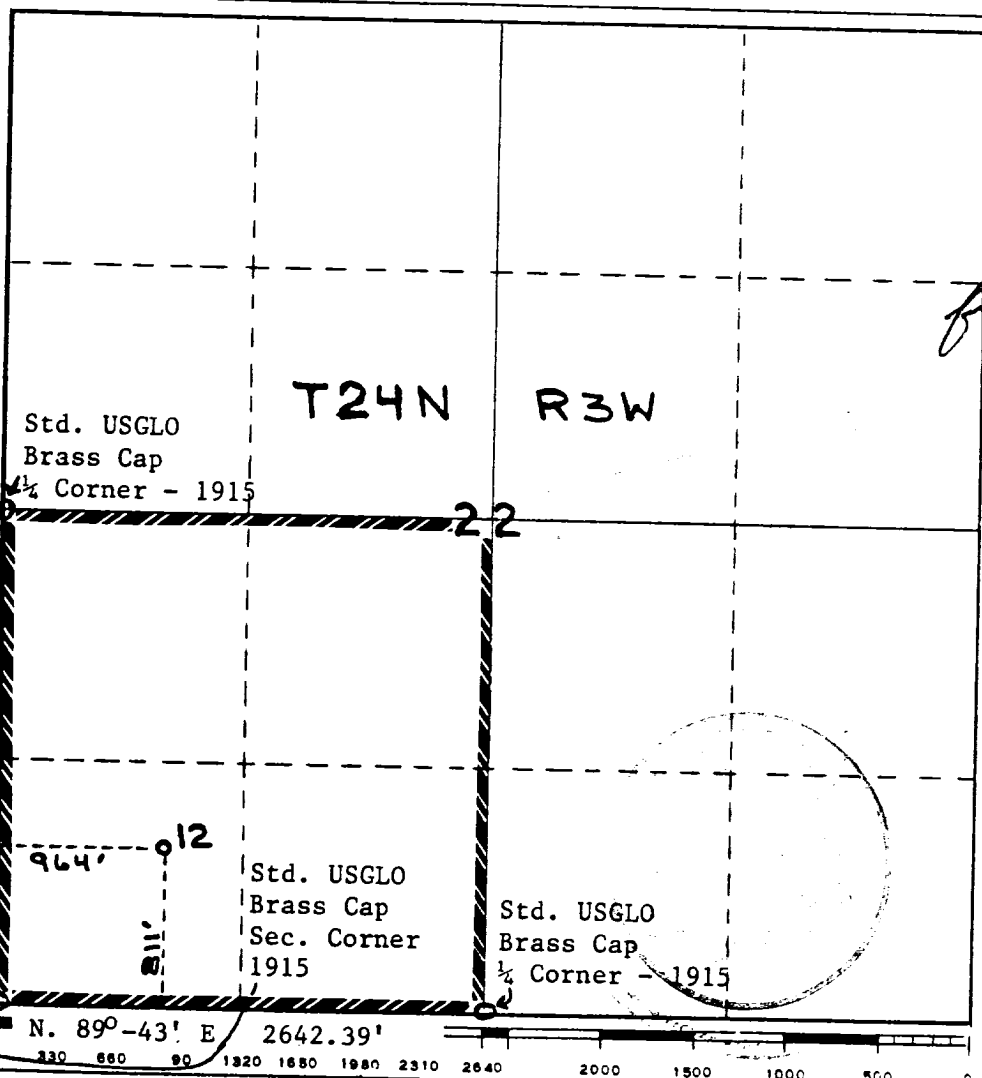 T24N R3W
Std. USGLO
Brass Cap
¼ Corner - 1915
22
12
964'
811'
Std. USGLO
Brass Cap
Sec. Corner
1915
Std. USGLO
Brass Cap
¼ Corner - 1915
N. 89º-43' E 2642.39'
330 660 90 1320 1650 1980 2310 2640 2000 1500 1000 500 0